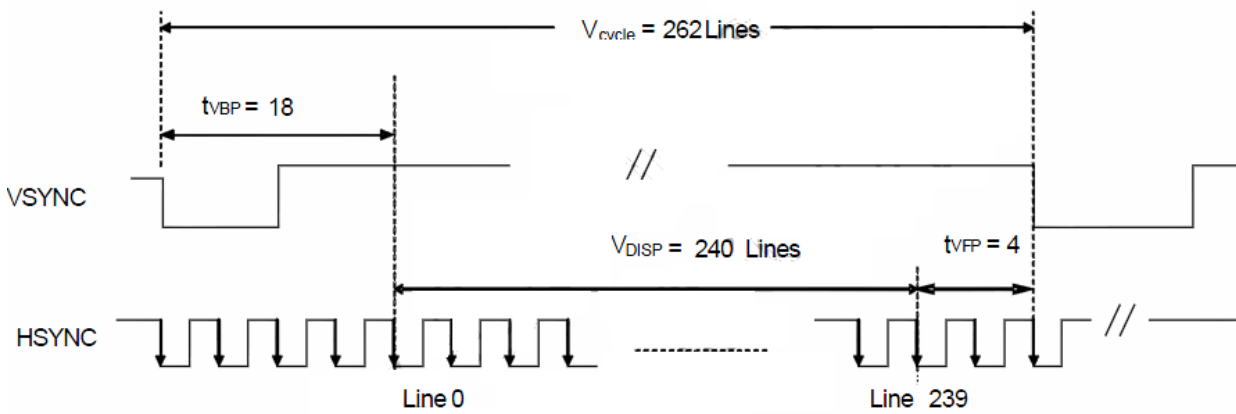 Vcycle = 262 Lines
tVBP = 18
//
VSYNC
VDISP = 240 Lines
tVFP = 4
HSYNC
//
Line 0
Line 239